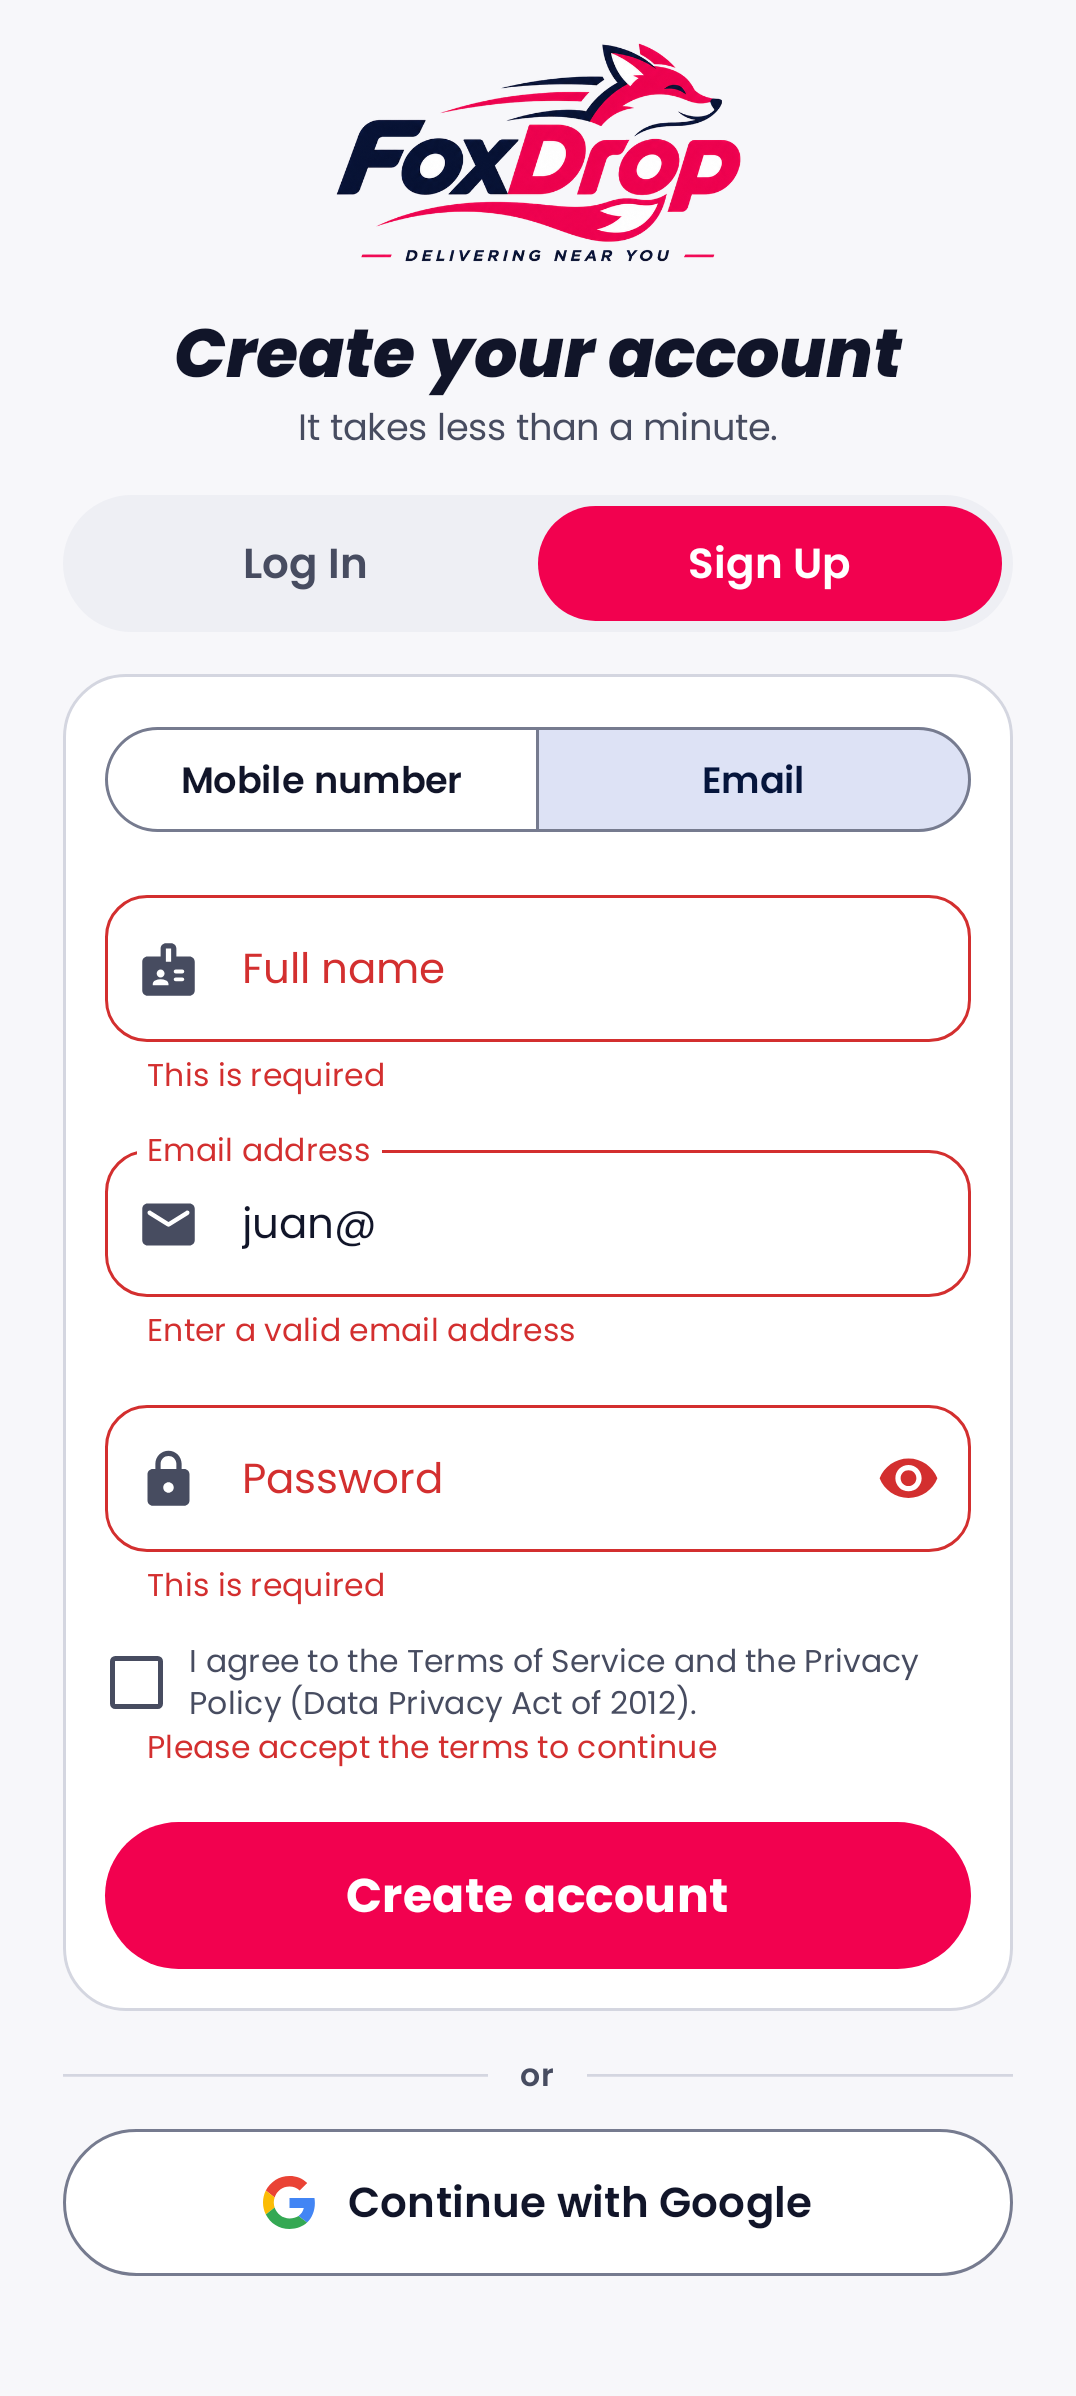 FoxDrop
DELIVERING NEAR YOU
Create your account
It takes less than a minute.
Log In
Sign Up
Mobile number
Email
Full name
This is required
Email address
juan@
Enter a valid email address
Password
This is required
I agree to the Terms of Service and the Privacy
Policy (Data Privacy Act of 2012).
Please accept the terms to continue
Create account
or
Continue with Google